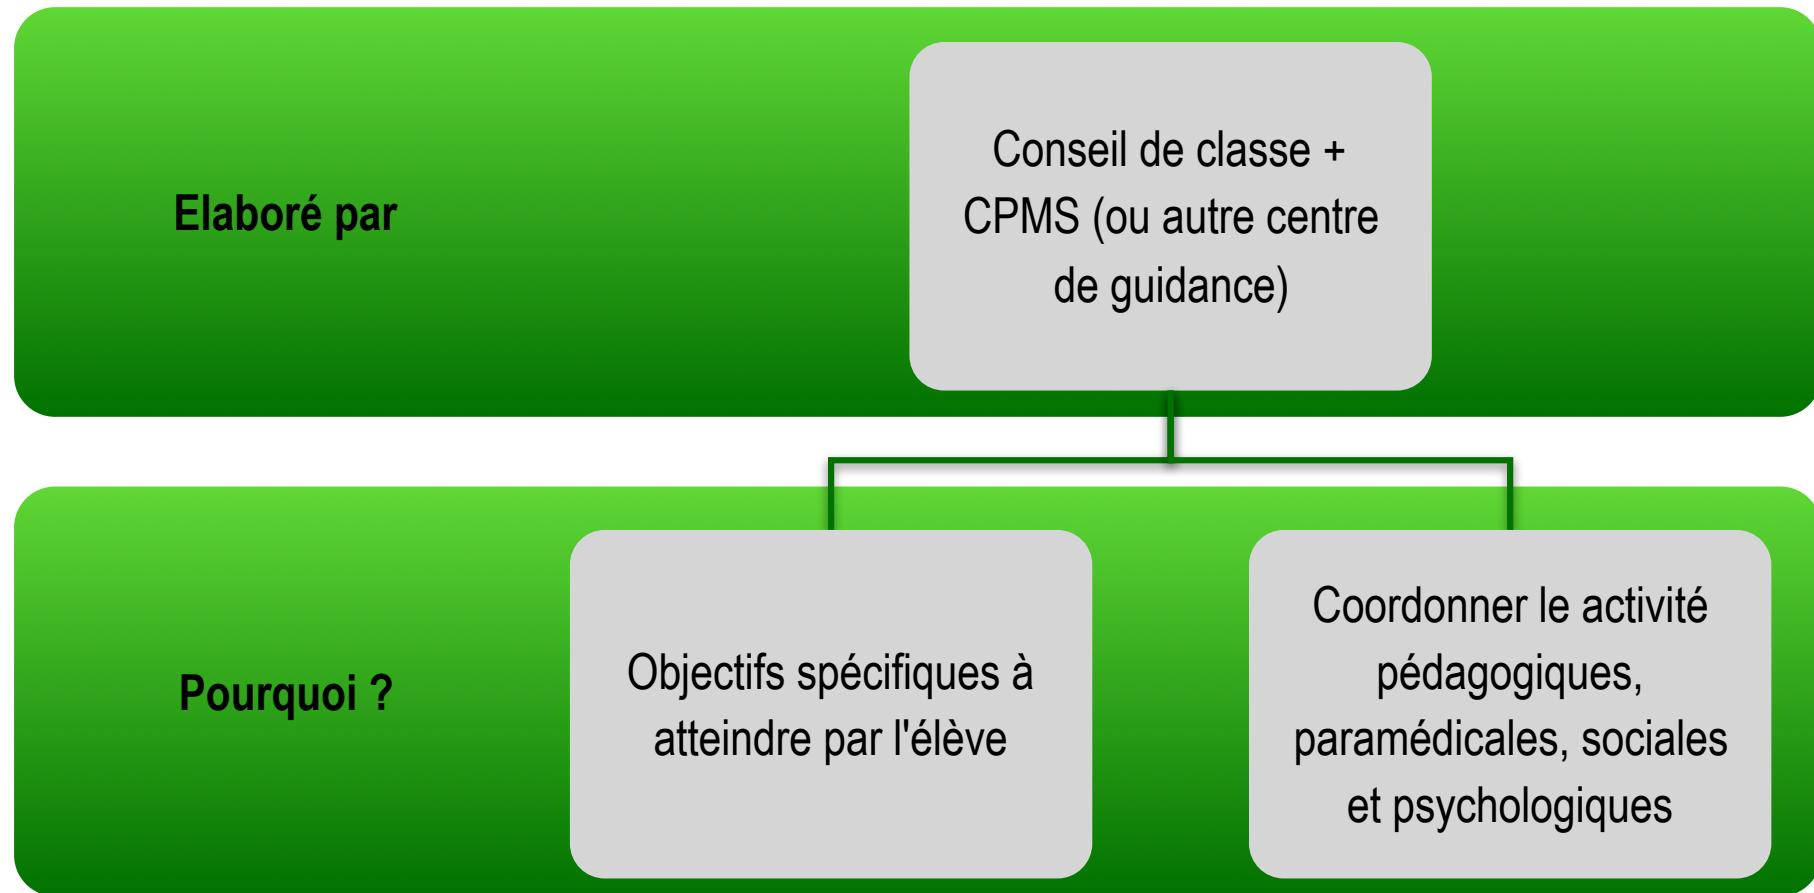 Elaboré par
Conseil de classe +
CPMS (ou autre centre
de guidance)
Pourquoi ?
Objectifs spécifiques à
atteindre par l'élève
Coordonner le activité
pédagogiques,
paramédicales, sociales
et psychologiques